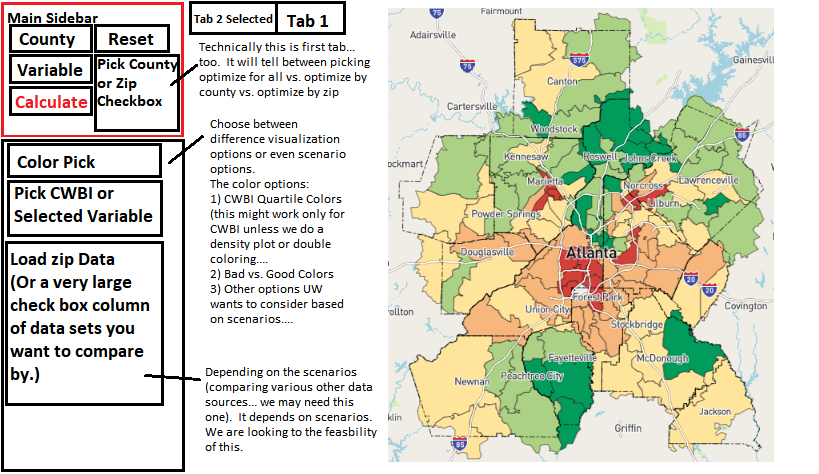 Main Sidebar
County
Reset
Variable
Pick County
or Zip
Checkbox
Calculate
Tab 2 Selected
Tab 1
Technically this is first tab...
too. It will tell between picking
optimize for all vs. optimize by
county vs. optimize by zip
Color Pick
Pick CWBI or
Selected Variable
Choose between
difference visualization
options or even scenario
options.
The color options:
1) CWBI Quartile Colors
(this might work only for
CWBI unless we do a
density plot or double
coloring....
2) Bad vs. Good Colors
3) Other options UW
wants to consider based
on scenarios....
Load zip Data
(Or a very large
check box column
of data sets you
want to compare
by.)
Depending on the scenarios
(comparing various other data
sources... we may need this
one). It depends on scenarios.
We are looking to the feasbility
of this.
75
Fairmount
Adairsville
575
75
Gainesvil
Canton
Cartersville
Woodstock
85
Kennesaw
Roswell
Johns Creek
ockmart
Marietta
Norcross
Lawrenceville
Lilburn
Powder Springs
Douglasville
Atlanta
20
20
Forest Park
Union City
Covington
rollton
Stockbridge
McDonough
Fayetteville
Peachtree City
Newnan
Jackson
klin
Griffin
85